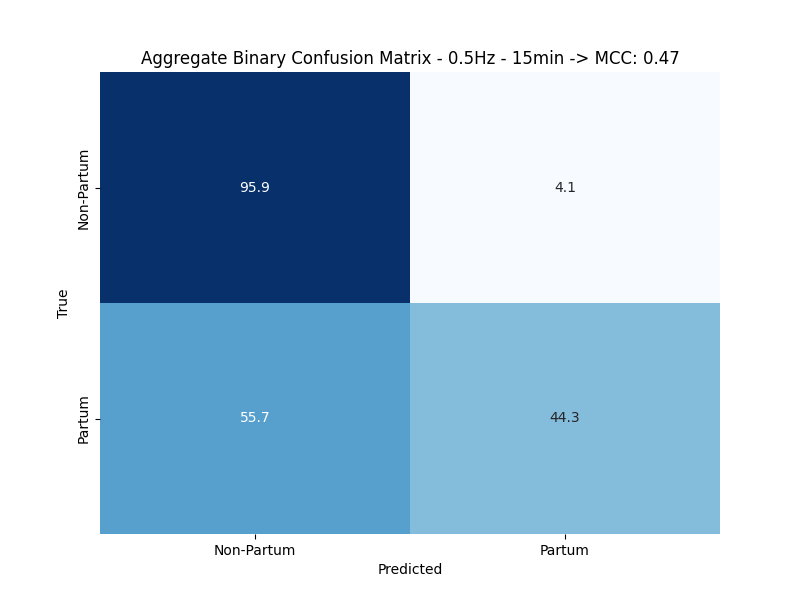 Aggregate Binary Confusion Matrix - 0.5Hz - 15min -> MCC: 0.47
True
Non-Partum
95.9
4.1
Partum
55.7
44.3
Non-Partum
Partum
Predicted